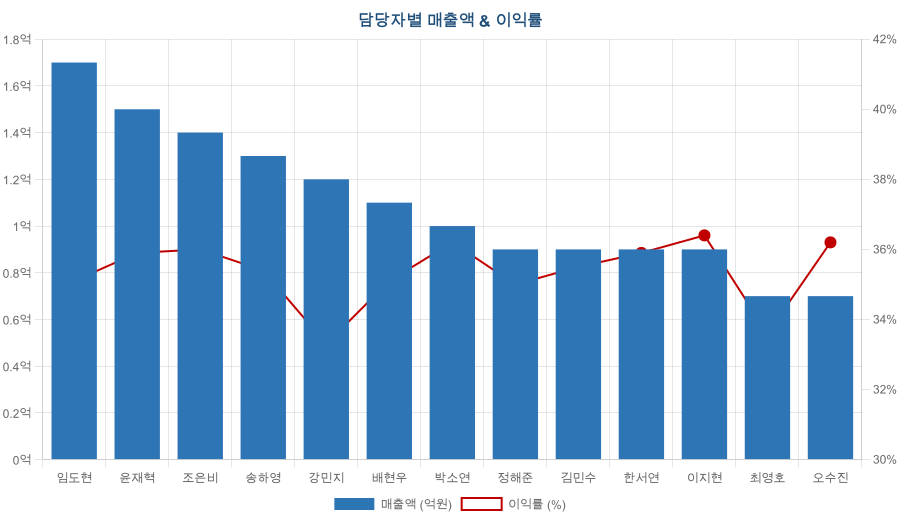 담당자별 매출액 & 이익률
1.8억
1.6억
1.4억
1.2억
1억
0.8억
0.6억
0.4억
0.2억
0억
42%
40%
38%
36%
34%
32%
30%
임도현 윤재혁 조은비 송하영 강민지 배현우 박소연 정해준 김민수 한서연 이지현 최영호 오수진
매출액 (억원) 이익률 (%)